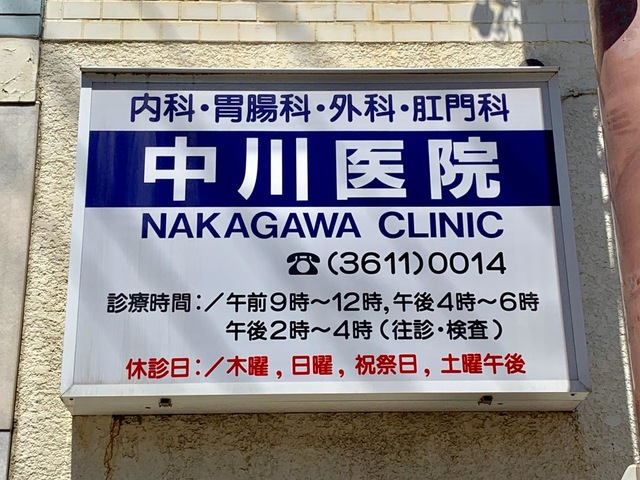 内科・胃腸科・外科・肛門科
中川医院
NAKAGAWA CLINIC
☎(3611)0014
診療時間:／午前9時〜12時,午後4時〜6時
午後2時〜4時(往診・検査)
休診日:／木曜, 日曜, 祝祭日, 土曜午後